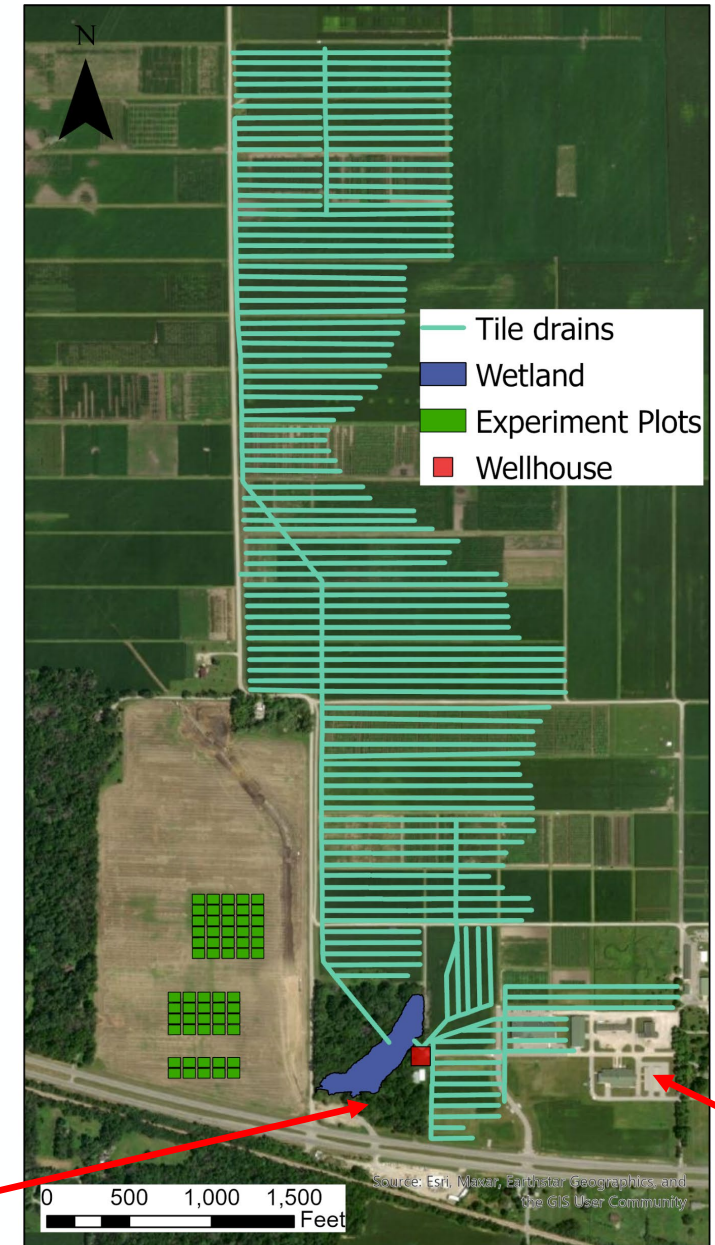 N
Tile drains
Wetland
Experiment Plots
Wellhouse
Source: Esri, Maxar, Earthstar Geographics, and
the GIS User Community
0 500 1,000 1,500
Feet